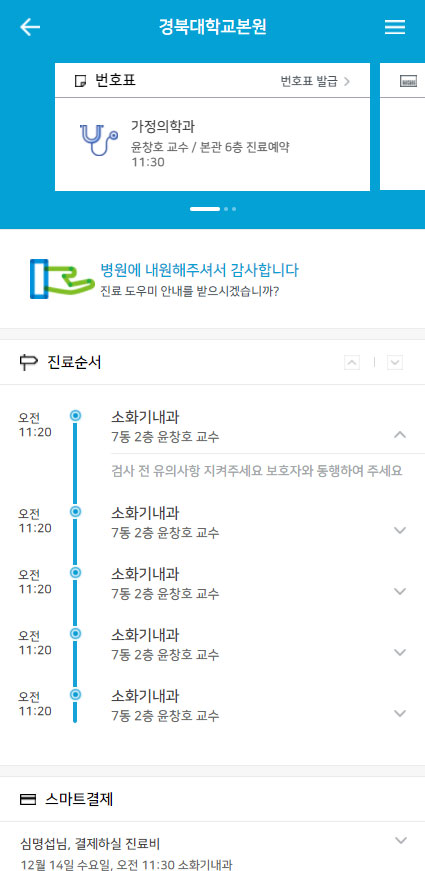 경북대학교본원
번호표
번호표 발급
가정의학과
윤창호 교수 / 본관 6층 진료예약
11:30
병원에 내원해주셔서 감사합니다
진료 도우미 안내를 받으시겠습니까?
진료순서
오전
11:20
소화기내과
7동 2층 윤창호 교수
검사 전 유의사항 지켜주세요 보호자와 통행하여 주세요
오전
11:20
소화기내과
7동 2층 윤창호 교수
오전
11:20
소화기내과
7동 2층 윤창호 교수
오전
11:20
소화기내과
7동 2층 윤창호 교수
오전
11:20
소화기내과
7동 2층 윤창호 교수
스마트결제
심명섭님, 결제하실 진료비
12월 14일 수요일, 오전 11:30 소화기내과